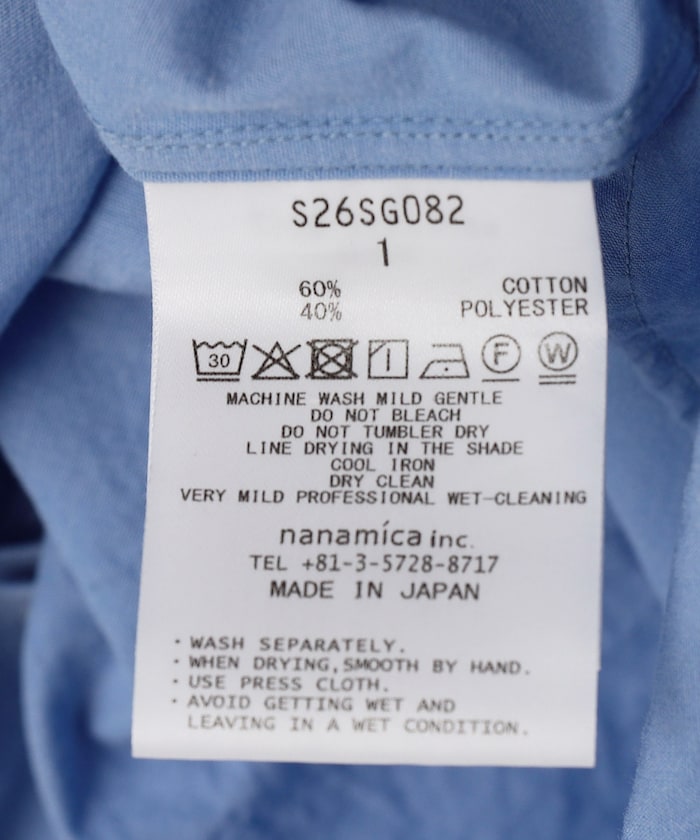 S26SG082
1
60% COTTON
40% POLYESTER
30 F W
MACHINE WASH MILD GENTLE
DO NOT BLEACH
DO NOT TUMBLER DRY
LINE DRYING IN THE SHADE
COOL IRON
DRY CLEAN
VERY MILD PROFESSIONAL WET-CLEANING
nanamica inc.
TEL +81-3-5728-8717
MADE IN JAPAN
・WASH SEPARATELY.
・WHEN DRYING,SMOOTH BY HAND.
・USE PRESS CLOTH.
・AVOID GETTING WET AND
LEAVING IN A WET CONDITION.